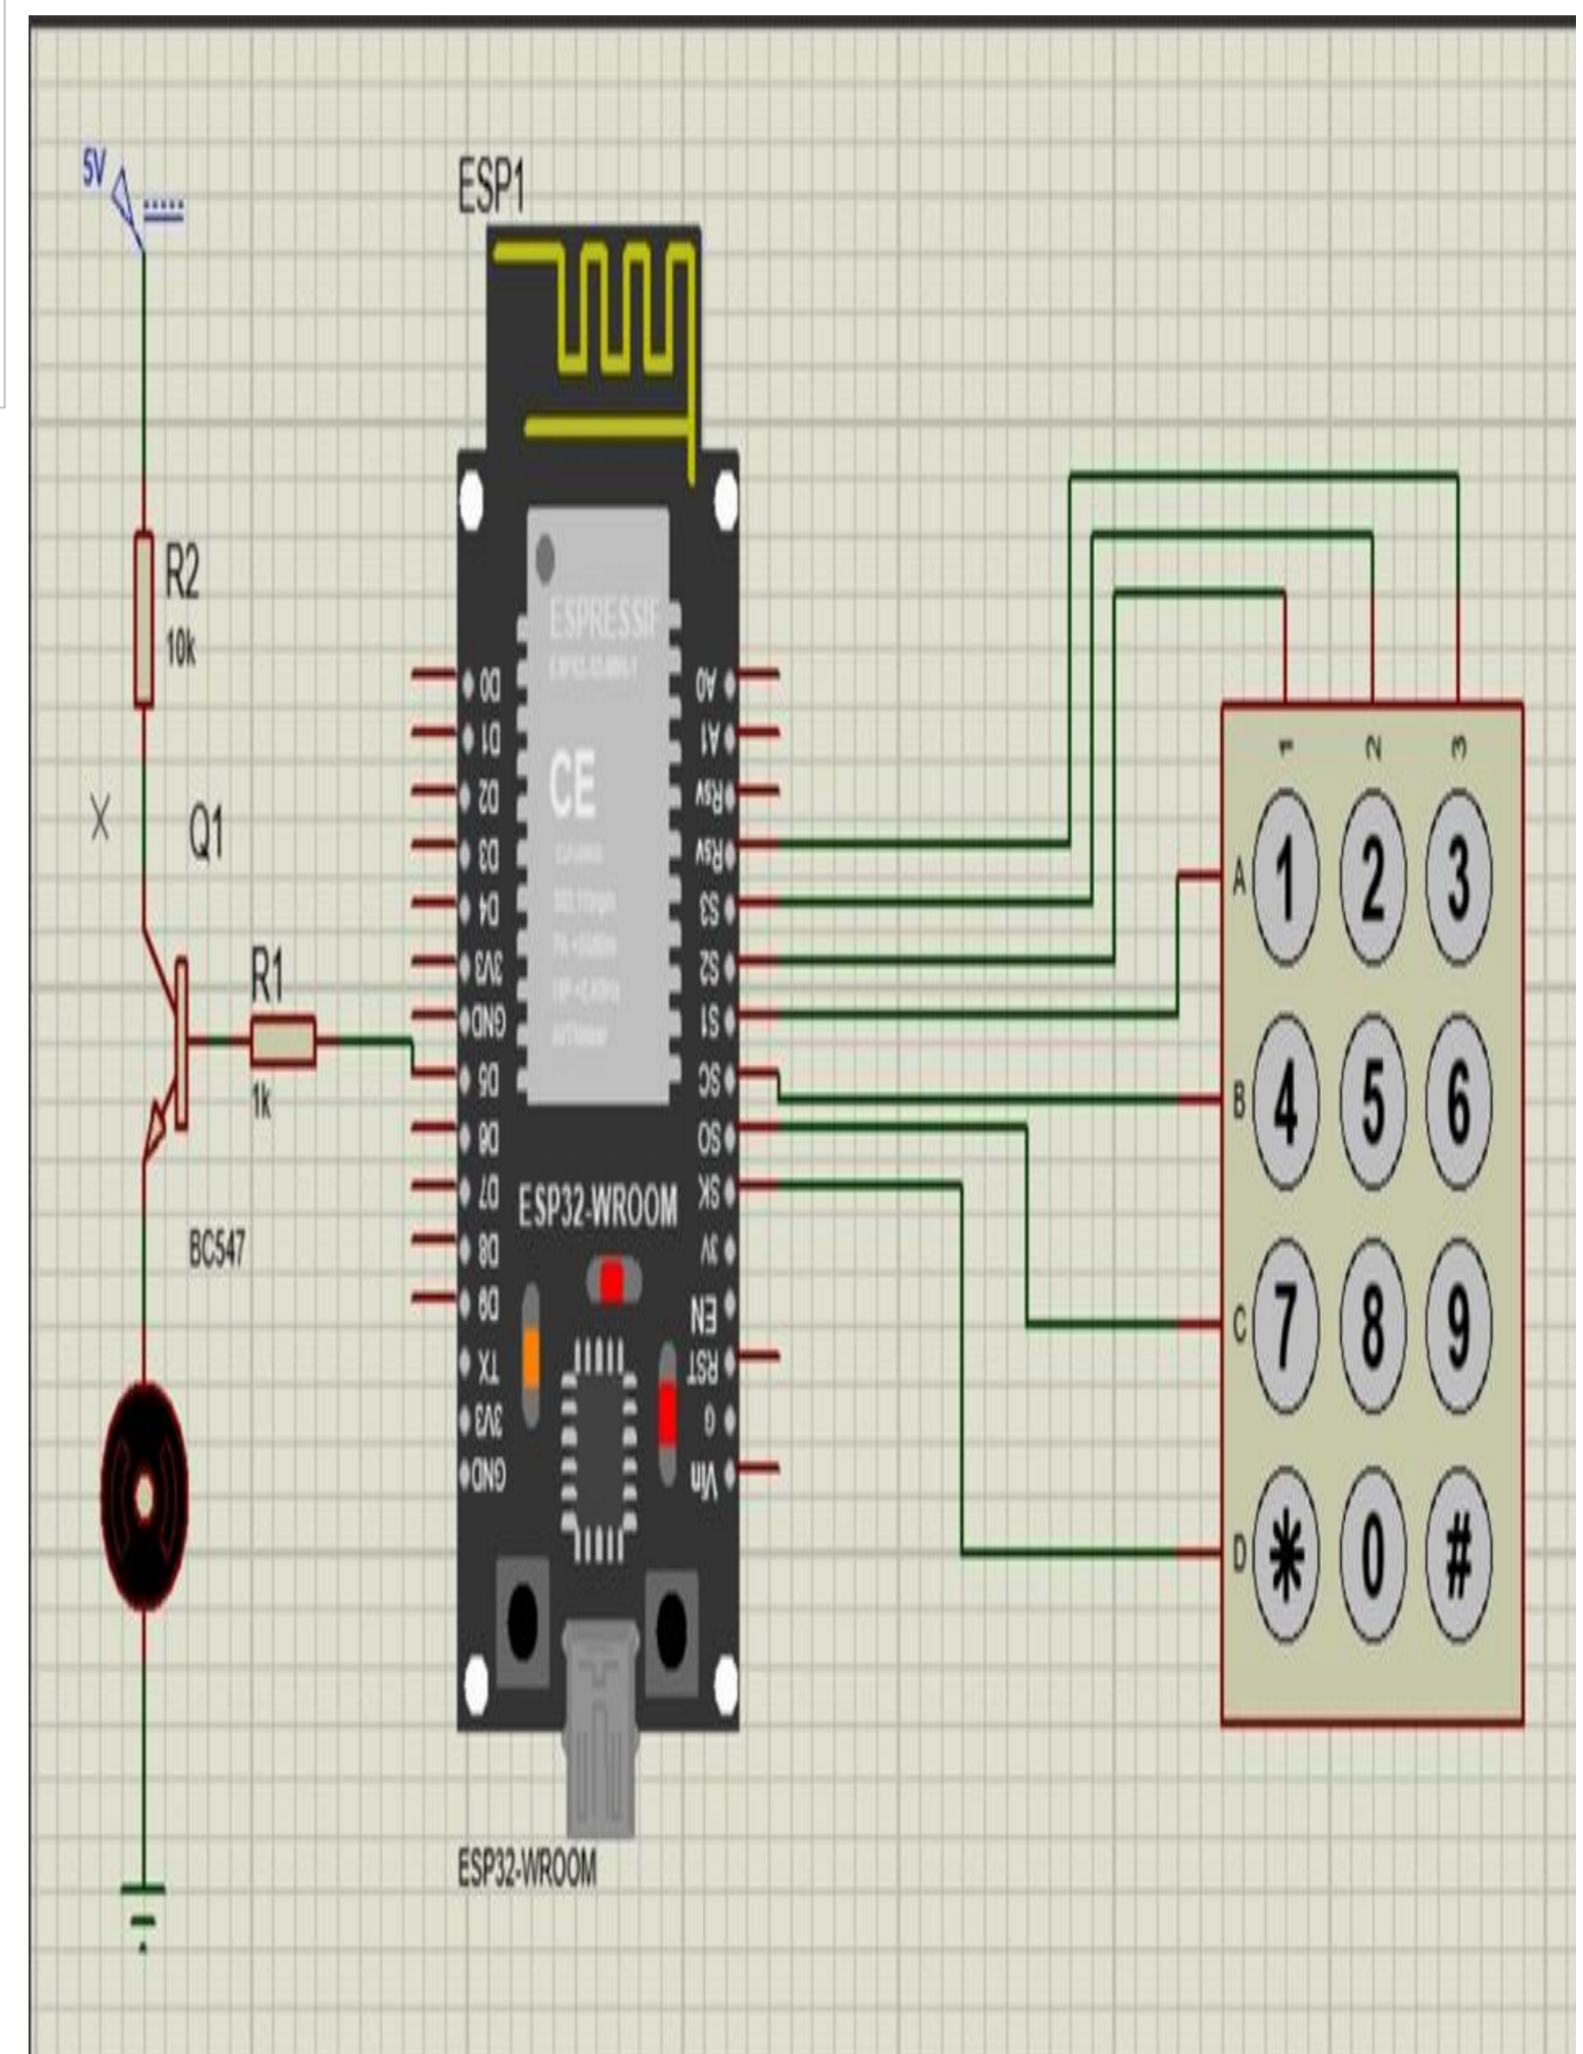 5V
ESP1
R2
10k
Q1
R1
1k
BC547
ESPRESSIF
CE
D0
D1
D2
D3
D4
3V3
GND
D5
D6
D7
D8
D9
TX
3V3
GND
A0
A1
Rsv
Rsv
S3
S2
S1
SC
SO
SK
3V
EN
RST
G
Vin
ESP32-WROOM
ESP32-WROOM
1 2 3
A 1 2 3
B 4 5 6
C 7 8 9
D * 0 #